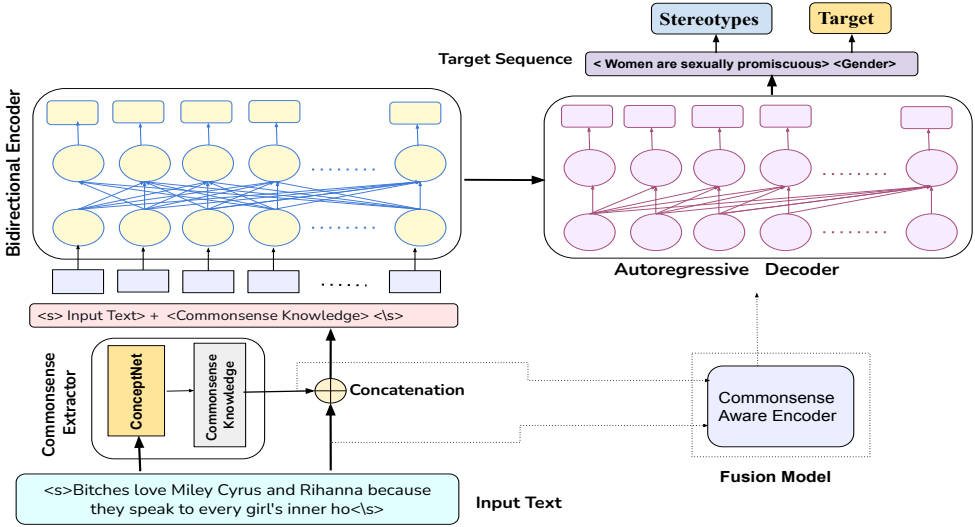 Stereotypes
Target
Target Sequence
< Women are sexually promiscuous> <Gender>
Bidirectional Encoder
Autoregressive Decoder
<s> Input Text> + <Commonsense Knowledge> <\s>
Commonsense
Extractor
ConceptNet
Commonsense
Knowledge
Concatenation
Commonsense
Aware Encoder
Fusion Model
<s>Bitches love Miley Cyrus and Rihanna because
they speak to every girl's inner ho<\s>
Input Text